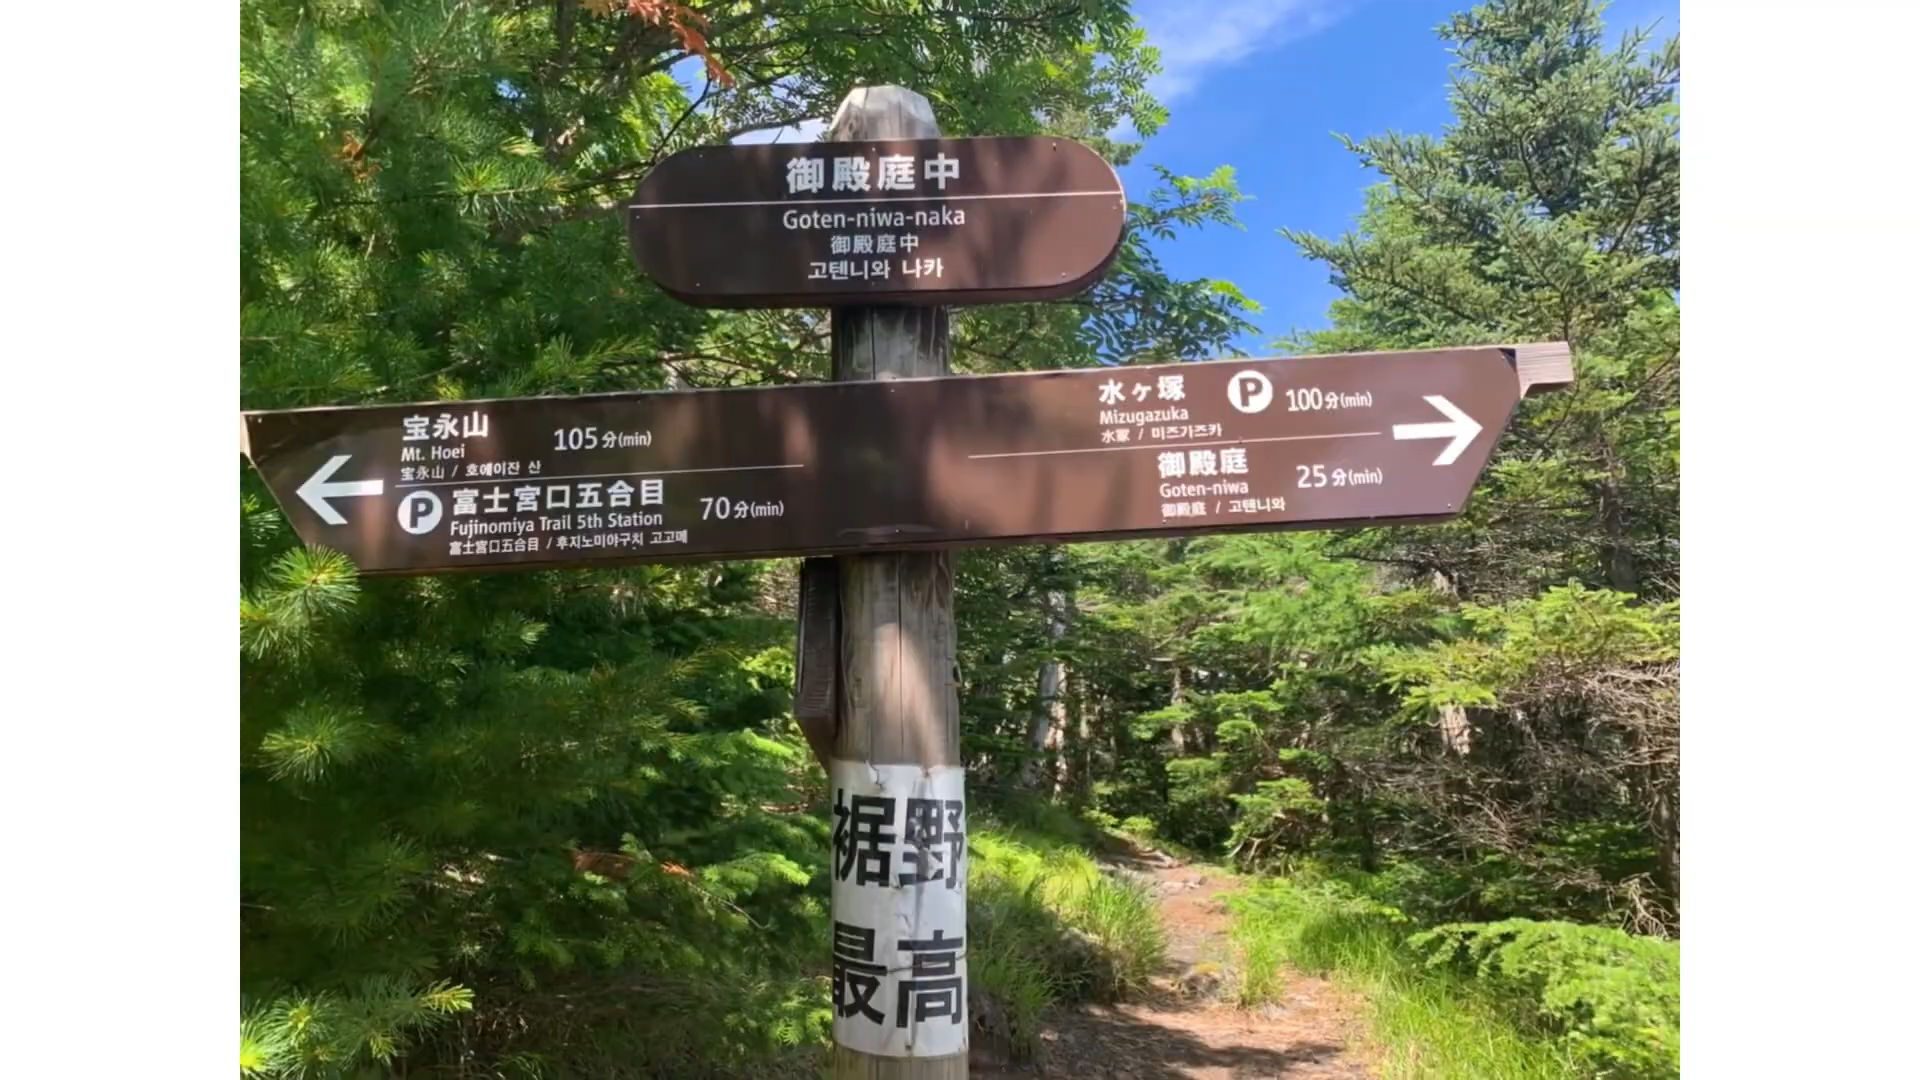 御殿庭中
Goten-niwa-naka
御殿庭中
고텐니와 나카
宝永山 105分(min)
Mt. Hoei
宝永山 / 호에이잔 산
P 富士宮口五合目 70分(min)
Fujinomiya Trail 5th Station
富士宮口五合目 / 후지노미야구치 고고메
水ヶ塚 P 100分(min)
Mizugazuka
水冢 / 미즈가즈카
御殿庭 25分(min)
Goten-niwa
御殿庭 / 고텐니와
裾野
最高